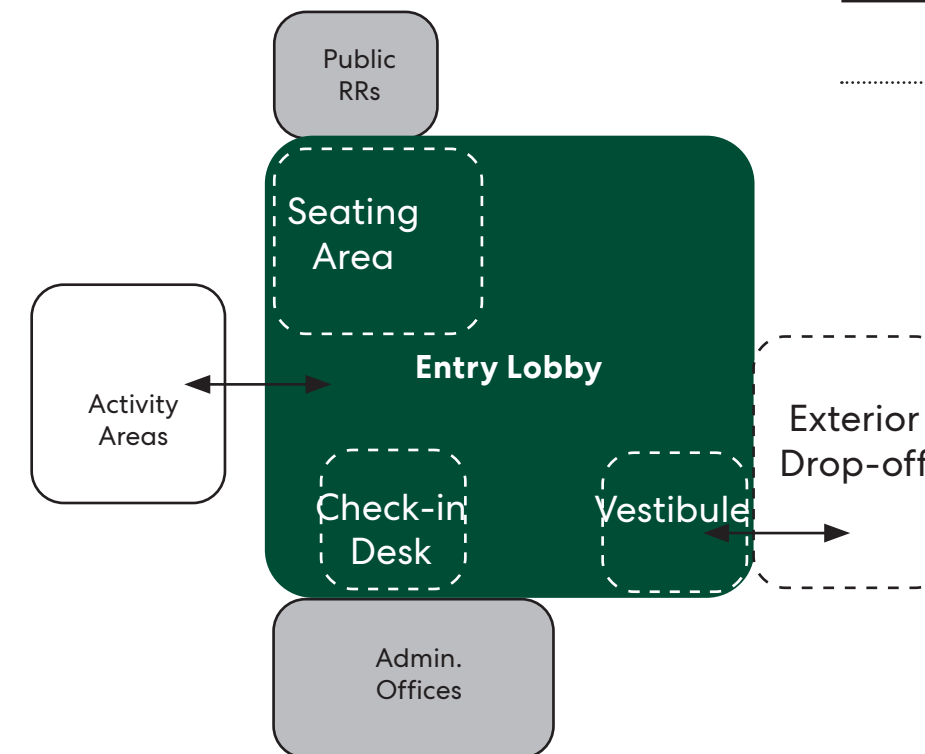 Public
RRs
Seating
Area
Entry Lobby
Activity
Areas
Exterior
Drop-off
Check-in
Desk
Vestibule
Admin.
Offices